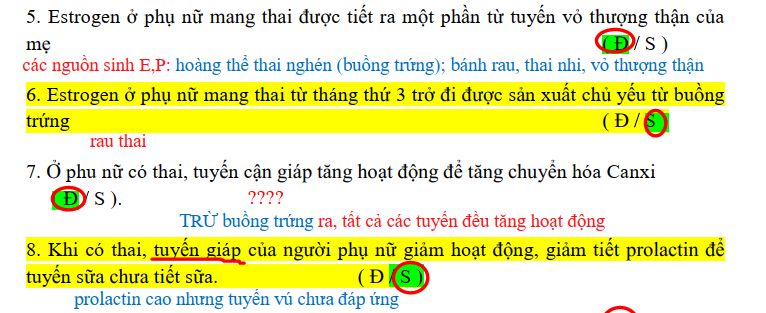 5. Estrogen ở phụ nữ mang thai được tiết ra một phần từ tuyến vỏ thượng thận của
mẹ ( Đ / S )
các nguồn sinh E,P: hoàng thể thai nghén (buồng trứng); bánh rau, thai nhi, vỏ thượng thận
6. Estrogen ở phụ nữ mang thai từ tháng thứ 3 trở đi được sản xuất chủ yếu từ buồng
trứng ( Đ / S )
rau thai
7. Ở phu nữ có thai, tuyến cận giáp tăng hoạt động để tăng chuyển hóa Canxi
( Đ / S ). ????
TRỪ buồng trứng ra, tất cả các tuyến đều tăng hoạt động
8. Khi có thai, tuyến giáp của người phụ nữ giảm hoạt động, giảm tiết prolactin để
tuyến sữa chưa tiết sữa. ( Đ / S )
prolactin cao nhưng tuyến vú chưa đáp ứng